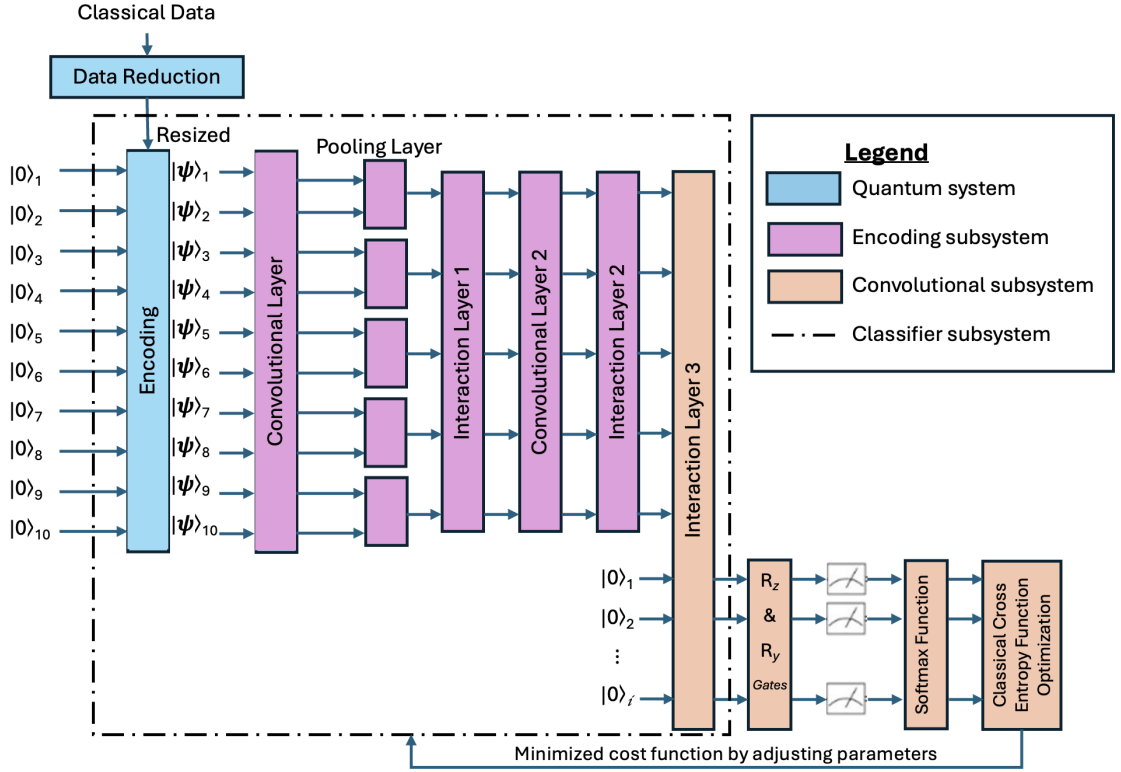 Classical Data
Data Reduction
Resized
Pooling Layer
|0⟩₁
|0⟩₂
|0⟩₃
|0⟩₄
|0⟩₅
|0⟩₆
|0⟩₇
|0⟩₈
|0⟩₉
|0⟩₁₀
Encoding
|ψ⟩₁
|ψ⟩₂
|ψ⟩₃
|ψ⟩₄
|ψ⟩₅
|ψ⟩₆
|ψ⟩₇
|ψ⟩₈
|ψ⟩₉
|ψ⟩₁₀
Convolutional Layer
Interaction Layer 1
Convolutional Layer 2
Interaction Layer 2
Interaction Layer 3
Legend
Quantum system
Encoding subsystem
Convolutional subsystem
Classifier subsystem
|0⟩₁
|0⟩₂
⋮
|0⟩ᵢ
R𝑧
&
R𝑦
Gates
Softmax Function
Classical Cross
Entropy Function
Optimization
Minimized cost function by adjusting parameters